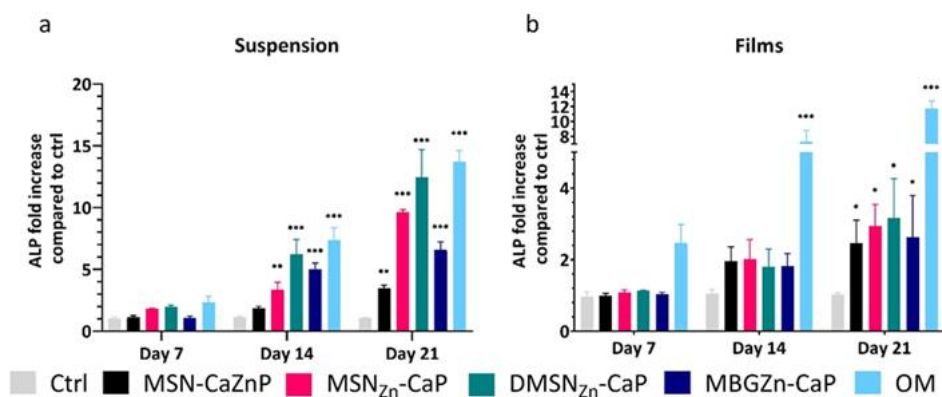 a
Suspension
ALP fold increase
compared to ctrl
20
15
10
5
0
** *** *** ***
** *** *** *** ***
Day 7 Day 14 Day 21
b
Films
ALP fold increase
compared to ctrl
14
12
10
8
4
2
0
***
* * * * ***
Day 7 Day 14 Day 21
Ctrl MSN-CaZnP MSNZn-CaP DMSNZn-CaP MBGZn-CaP OM